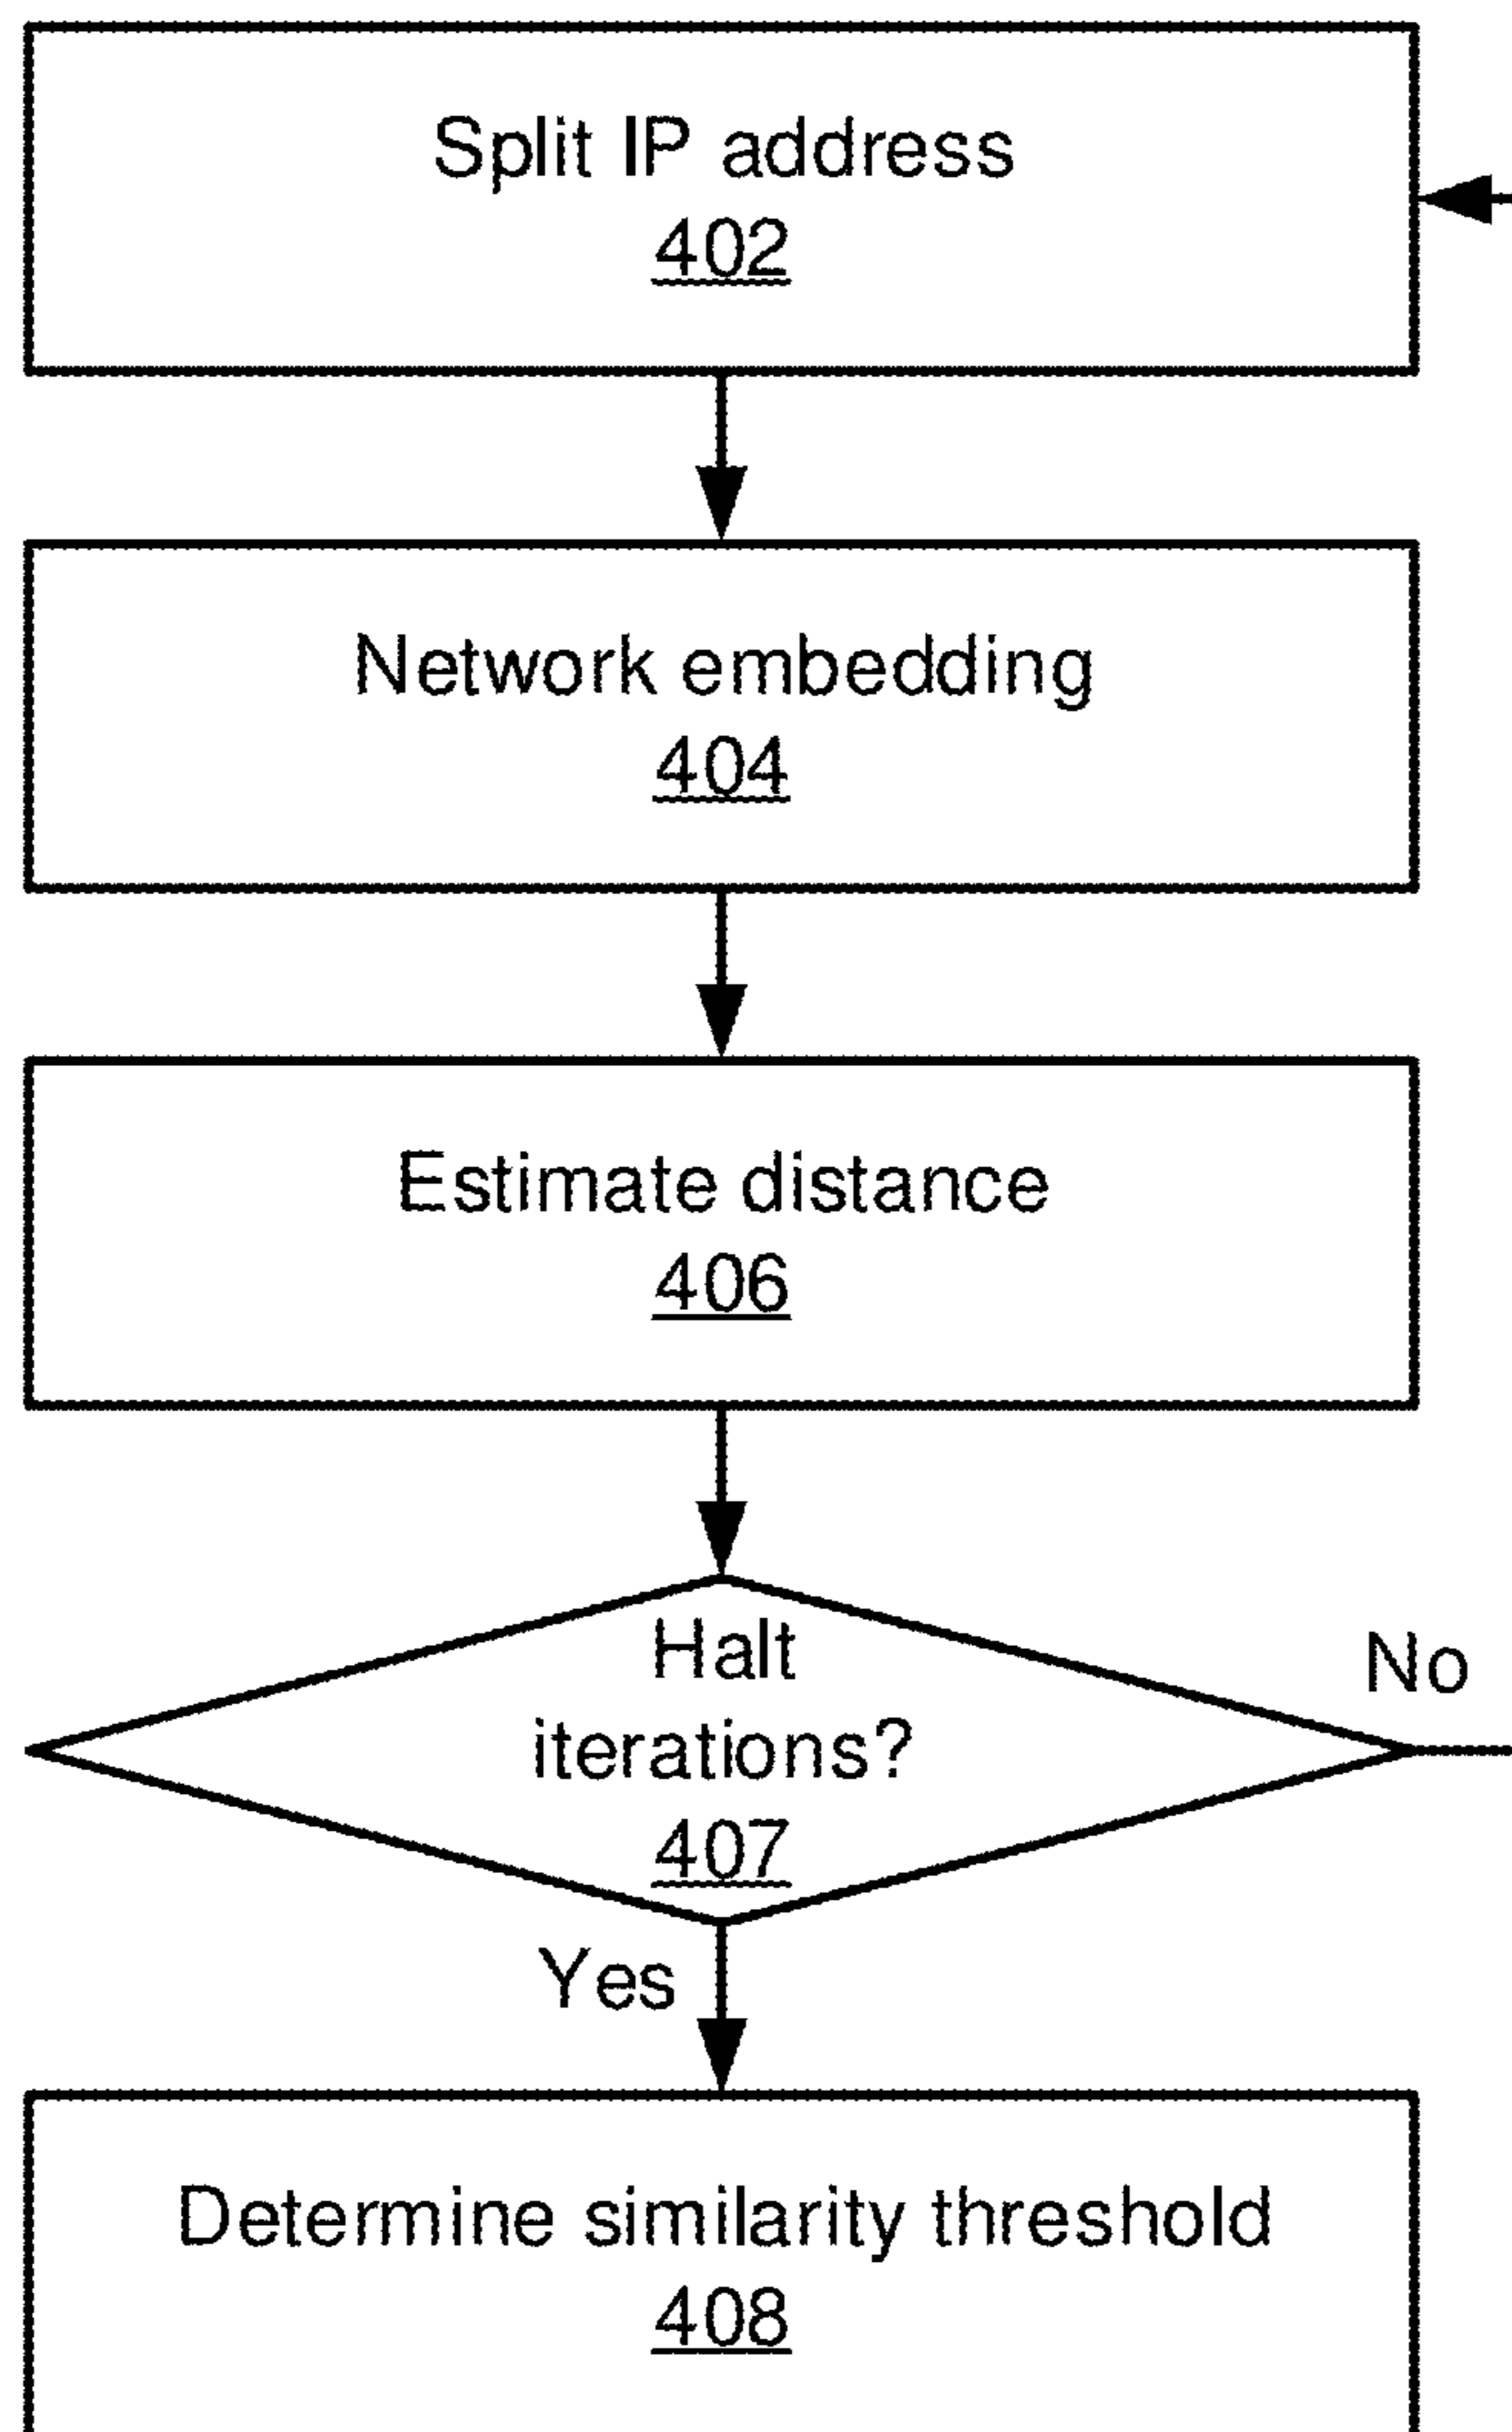 Split IP address
402
Network embedding
404
Estimate distance
406
Halt
iterations?
407
No
Yes
Determine similarity threshold
408